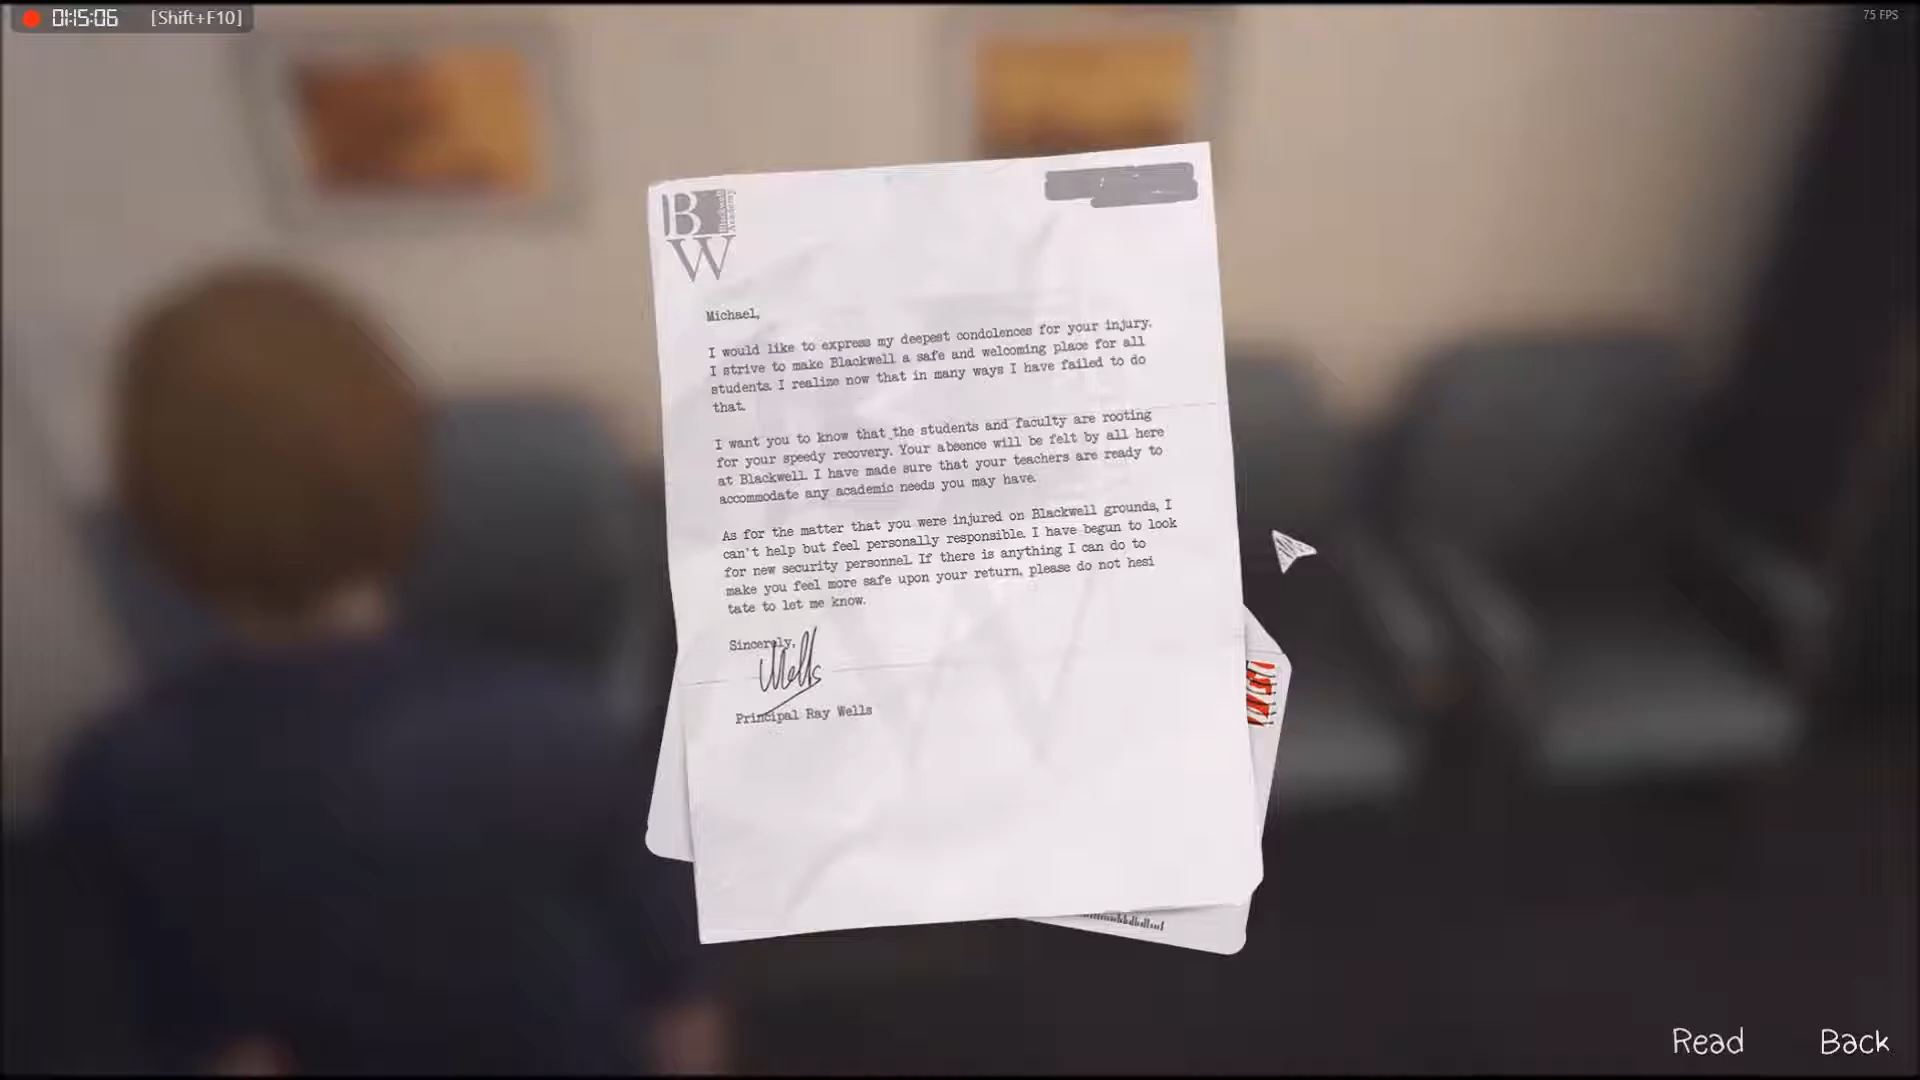 01:15:06 [Shift+F10]
75 FPS
B
Blackwell
Academy
W
Michael,
I would like to express my deepest condolences for your injury.
I strive to make Blackwell a safe and welcoming place for all
students. I realize now that in many ways I have failed to do
that.
I want you to know that the students and faculty are rooting
for your speedy recovery. Your absence will be felt by all here
at Blackwell. I have made sure that your teachers are ready to
accommodate any academic needs you may have.
As for the matter that you were injured on Blackwell grounds, I
can't help but feel personally responsible. I have begun to look
for new security personnel. If there is anything I can do to
make you feel more safe upon your return, please do not hesi
tate to let me know.
Sincerely,
Wells
Principal Ray Wells
Read Back